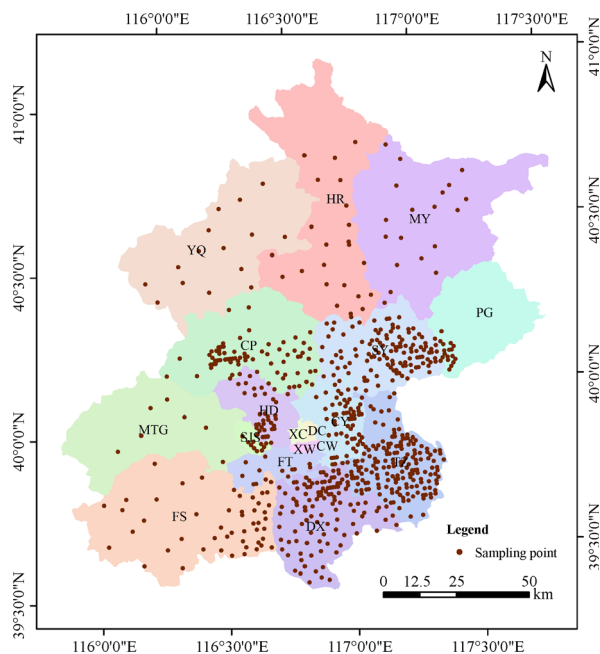 116°0'0"E 116°30'0"E 117°0'0"E 117°30'0"E
41°0'0"N
N
41°0'0"N
HR
MY
40°30'0"N
YQ
40°30'0"N
PG
CP
SY
40°0'0"N
HD
MTG
CY
SJS
XC DC
40°0'0"N
XW CW
FT
TZ
FS
DX
Legend
Sampling point
39°30'0"N
0 12.5 25 50
km
39°30'0"N
116°0'0"E 116°30'0"E 117°0'0"E 117°30'0"E